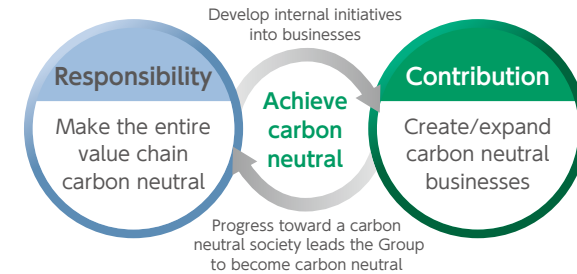 Develop internal initiatives
into businesses
Responsibility
Make the entire
value chain
carbon neutral
Achieve
carbon
neutral
Contribution
Create/expand
carbon neutral
businesses
Progress toward a carbon
neutral society leads the Group
to become carbon neutral